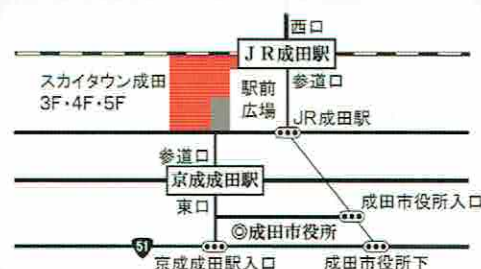 西口
JR成田駅
スカイタウン成田
3F・4F・5F
駅前
広場
参道口
JR成田駅
参道口
京成成田駅
東口
成田市役所入口
◎成田市役所
51
京成成田駅入口
成田市役所下